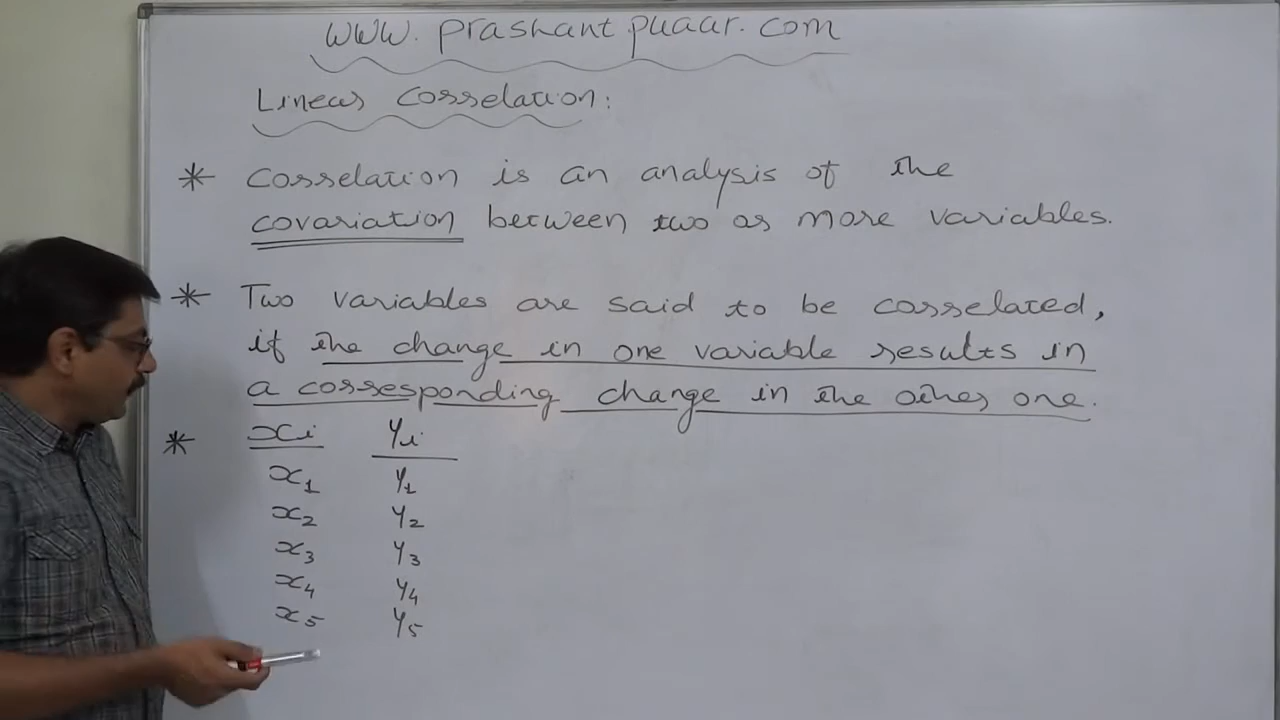 www.prashantpuaar.com
Linear Correlation:
* Correlation is an analysis of the
covariation between two or more variables.
* Two variables are said to be correlated,
if the change in one variable results in
a corresponding change in the other one.
* xi yi
x1 y1
x2 y2
x3 y3
x4 y4
x5 y5